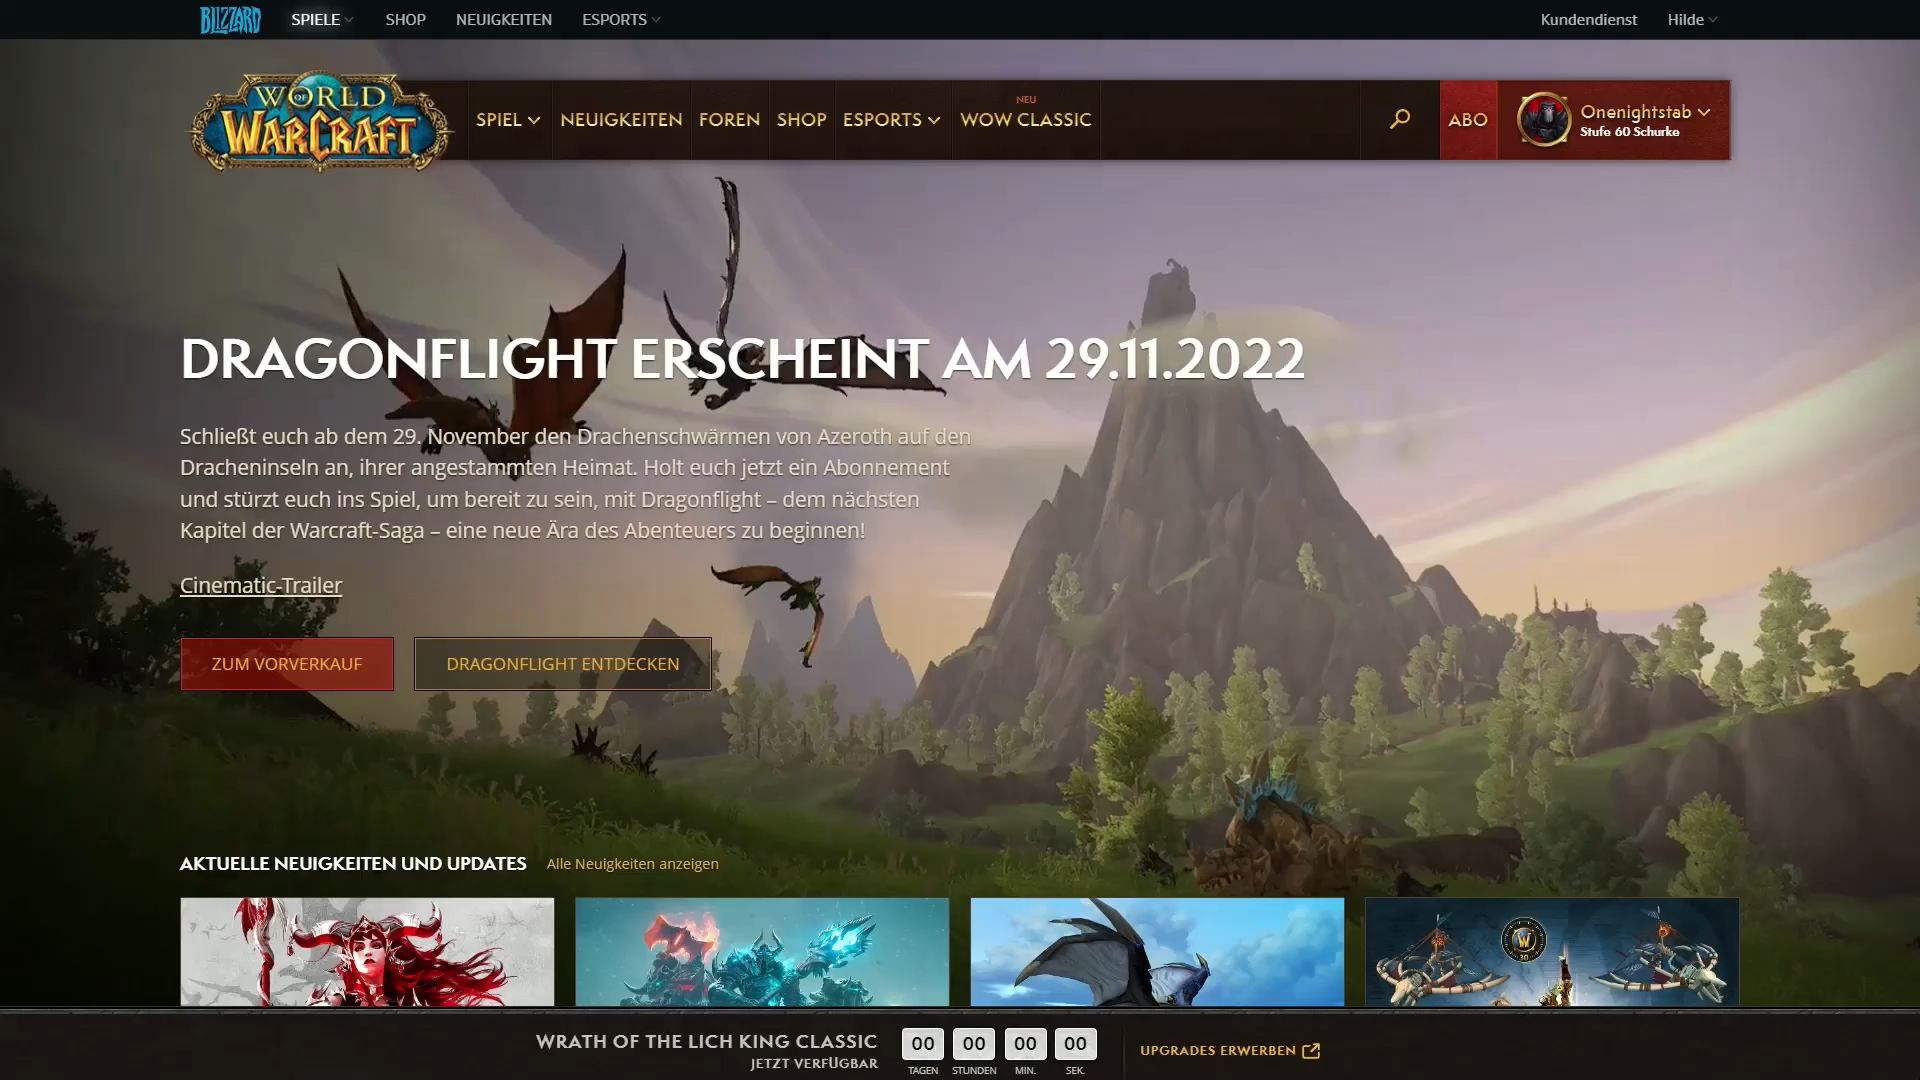 BLIZZARD SPIELE SHOP NEUIGKEITEN ESPORTS Kundendienst Hilde
WORLD OF WARCRAFT
SPIEL NEUIGKEITEN FOREN SHOP ESPORTS NEU WOW CLASSIC ABO Onenightstab
Stufe 60 Schurke
DRAGONFLIGHT ERSCHEINT AM 29.11.2022
Schließt euch ab dem 29. November den Drachenschwärmen von Azeroth auf den
Dracheninseln an, ihrer angestammten Heimat. Holt euch jetzt ein Abonnement
und stürzt euch ins Spiel, um bereit zu sein, mit Dragonflight – dem nächsten
Kapitel der Warcraft-Saga – eine neue Ära des Abenteuers zu beginnen!
Cinematic-Trailer
ZUM VORVERKAUF DRAGONFLIGHT ENTDECKEN
AKTUELLE NEUIGKEITEN UND UPDATES Alle Neuigkeiten anzeigen
W
30
WRATH OF THE LICH KING CLASSIC
JETZT VERFÜGBAR
00 00 00 00
TAGEN STUNDEN MIN. SEK.
UPGRADES ERWERBEN